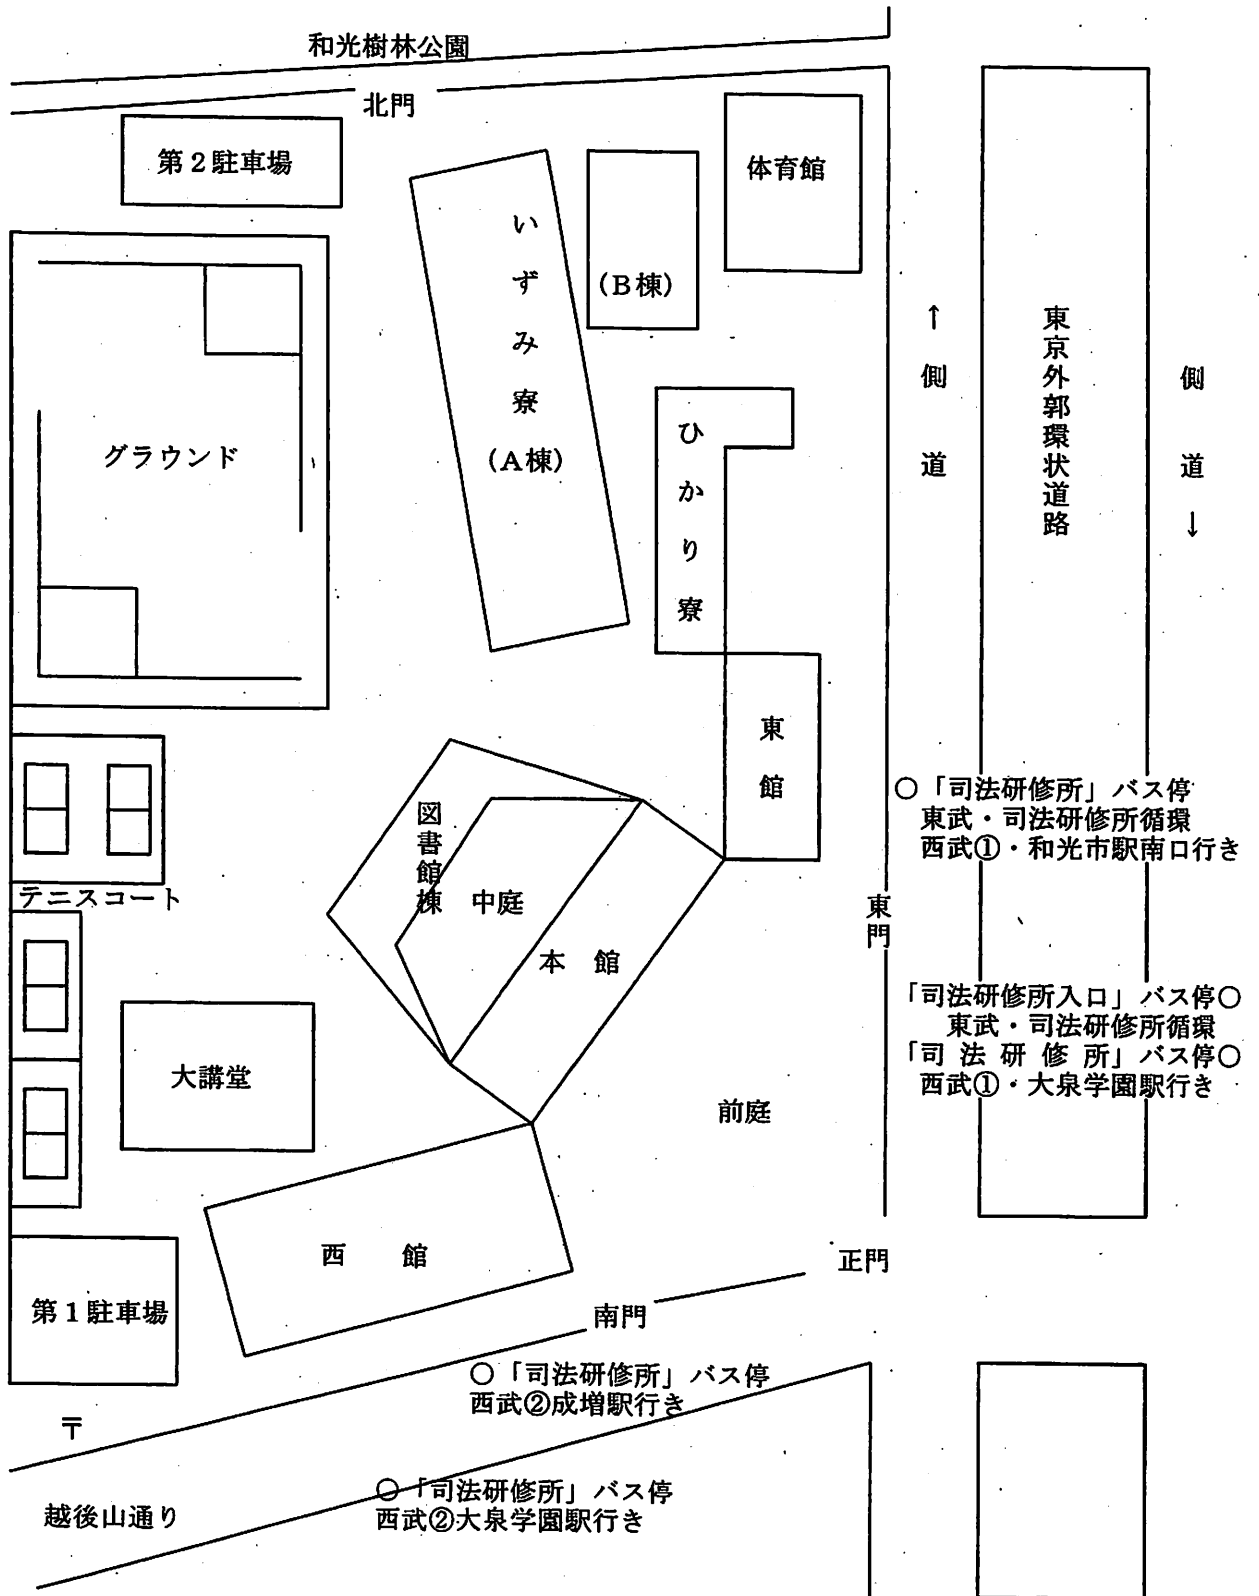 和光樹林公園
北門
第2駐車場
体育館
いずみ寮
(A棟)
(B棟)
グラウンド
ひかり寮
↑側道
東京外郭環状道路
側道↓
東館
図書館棟
中庭
本館
テニスコート
○「司法研修所」バス停
東武・司法研修所循環
西武①・和光市駅南口行き
東門
「司法研修所入口」バス停○
東武・司法研修所循環
「司法研修所」バス停○
西武①・大泉学園駅行き
大講堂
前庭
西館
正門
第1駐車場
南門
○「司法研修所」バス停
西武②成増駅行き
〒
○「司法研修所」バス停
西武②大泉学園駅行き
越後山通り